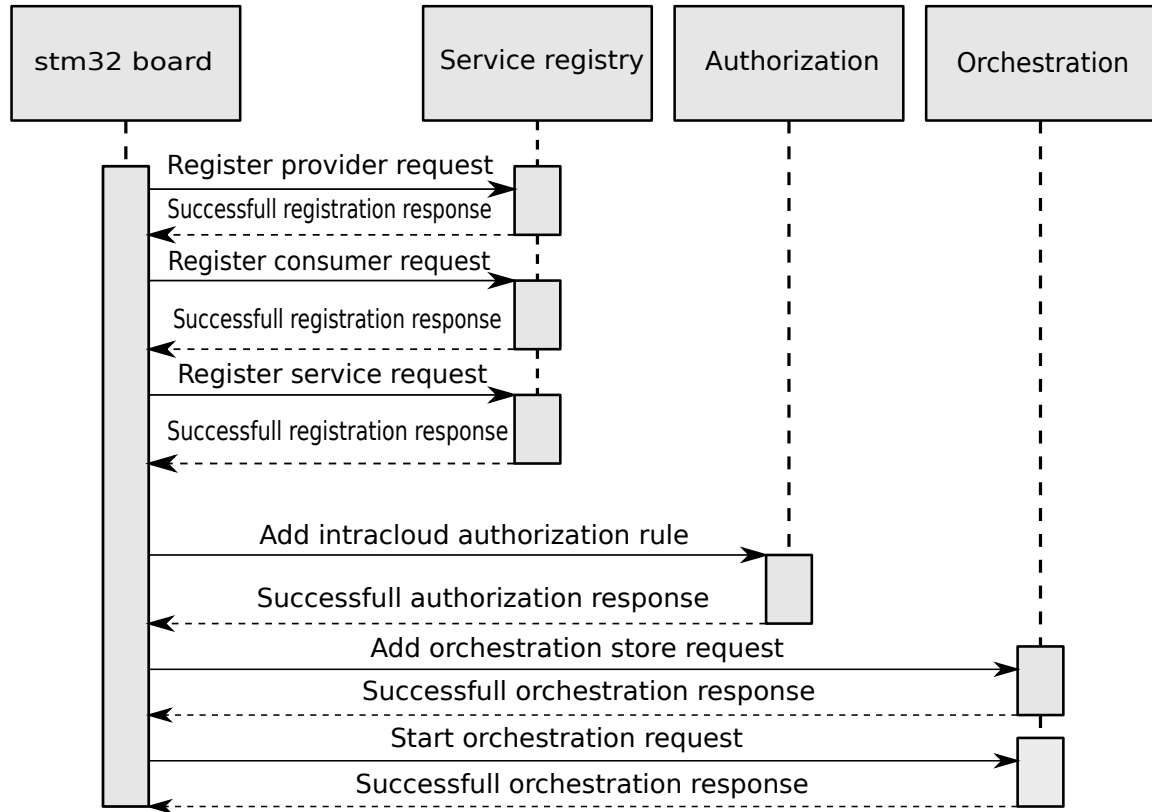 stm32 board
Service registry
Authorization
Orchestration
Register provider request
Successfull registration response
Register consumer request
Successfull registration response
Register service request
Successfull registration response
Add intracloud authorization rule
Successfull authorization response
Add orchestration store request
Successfull orchestration response
Start orchestration request
Successfull orchestration response